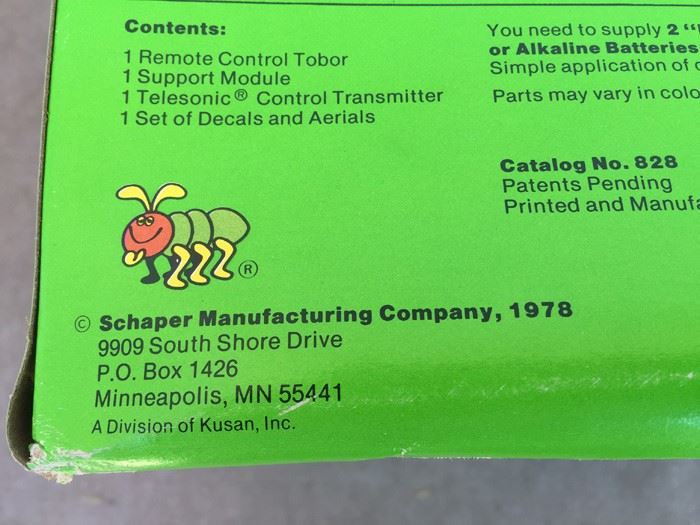 Contents:
1 Remote Control Tobor
1 Support Module
1 Telesonic® Control Transmitter
1 Set of Decals and Aerials
You need to supply 2 "
or Alkaline Batteries
Simple application of
Parts may vary in
Catalog No. 828
Patents Pending
Printed and
®
© Schaper Manufacturing Company, 1978
9909 South Shore Drive
P.O. Box 1426
Minneapolis, MN 55441
A Division of Kusan, Inc.